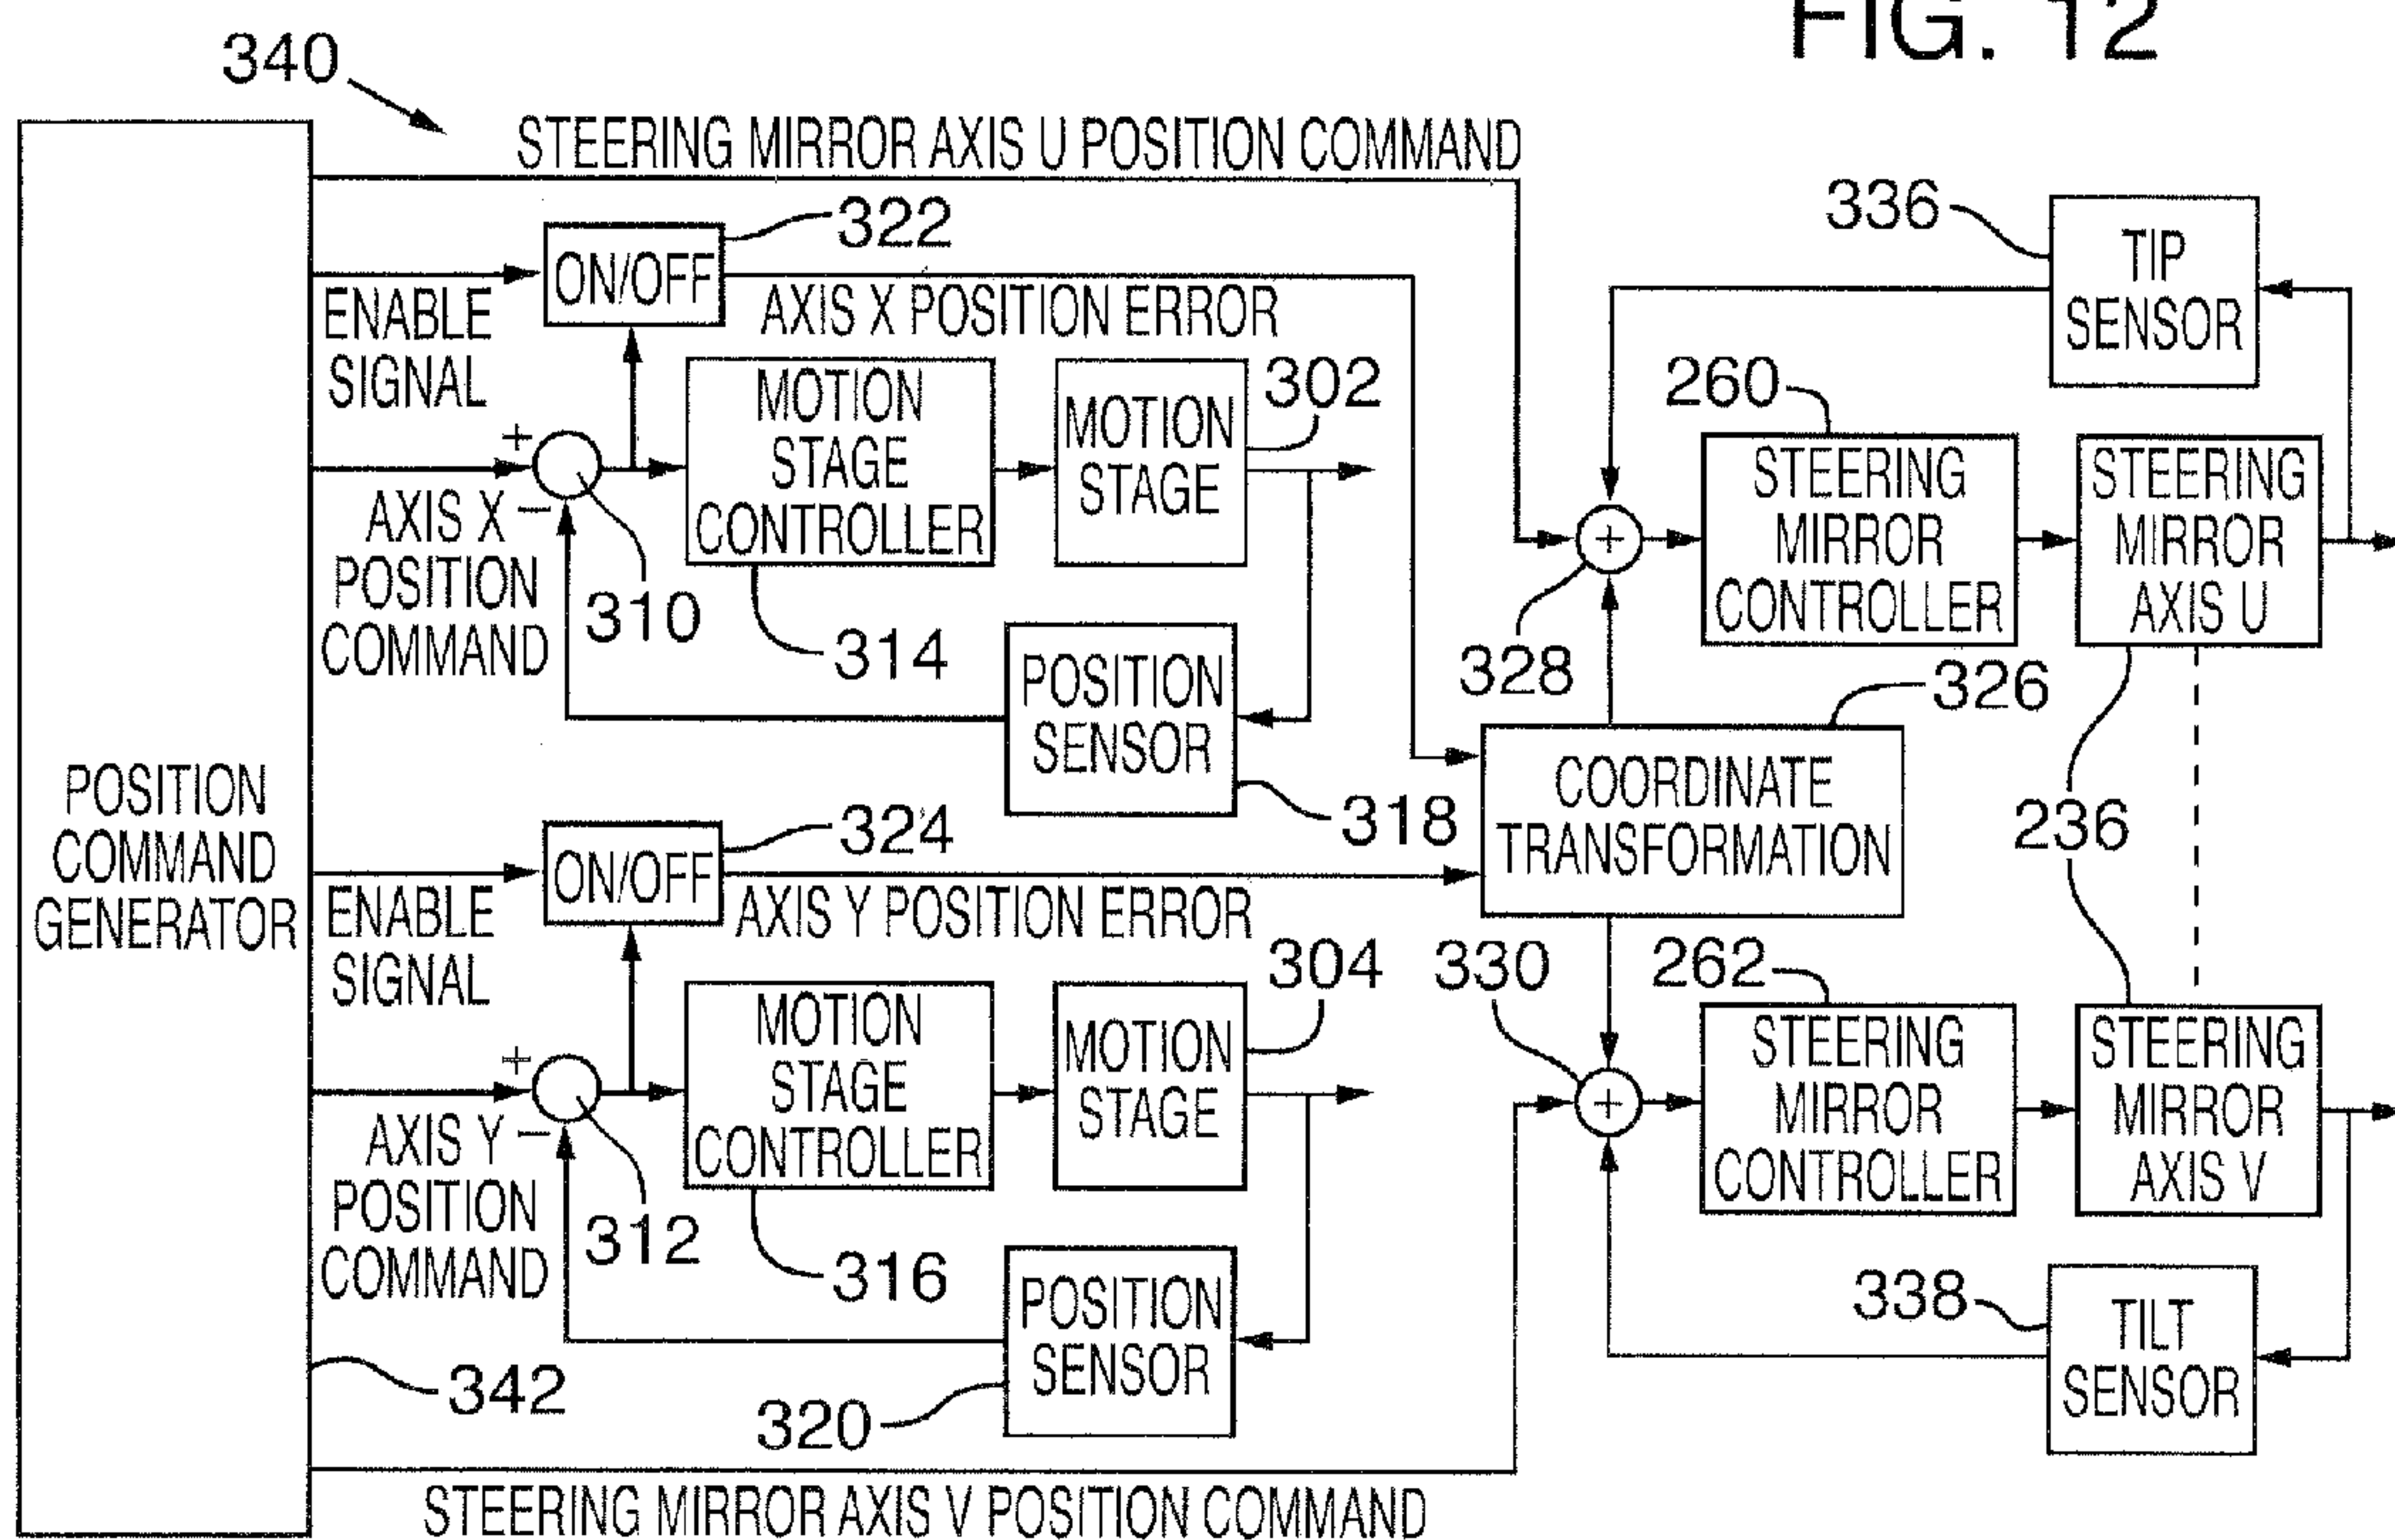 FIG. 12
340
STEERING MIRROR AXIS U POSITION COMMAND
322
ON/OFF
ENABLE
SIGNAL
AXIS X POSITION ERROR
336
TIP
SENSOR
MOTION
STAGE
CONTROLLER
MOTION
STAGE
302
260
STEERING
MIRROR
CONTROLLER
STEERING
MIRROR
AXIS U
+
−
AXIS X
POSITION
COMMAND
310
314
+
328
POSITION
SENSOR
318
326
COORDINATE
TRANSFORMATION
236
POSITION
COMMAND
GENERATOR
324
ON/OFF
ENABLE
SIGNAL
AXIS Y POSITION ERROR
304
330
262
MOTION
STAGE
CONTROLLER
MOTION
STAGE
STEERING
MIRROR
CONTROLLER
STEERING
MIRROR
AXIS V
+
−
AXIS Y
POSITION
COMMAND
312
316
+
POSITION
SENSOR
320
338
TILT
SENSOR
342
STEERING MIRROR AXIS V POSITION COMMAND